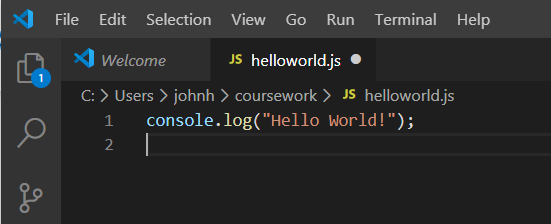 File Edit Selection View Go Run Terminal Help
Welcome JS helloworld.js
1
C: > Users > johnh > coursework > JS helloworld.js
1 console.log("Hello World!");
2